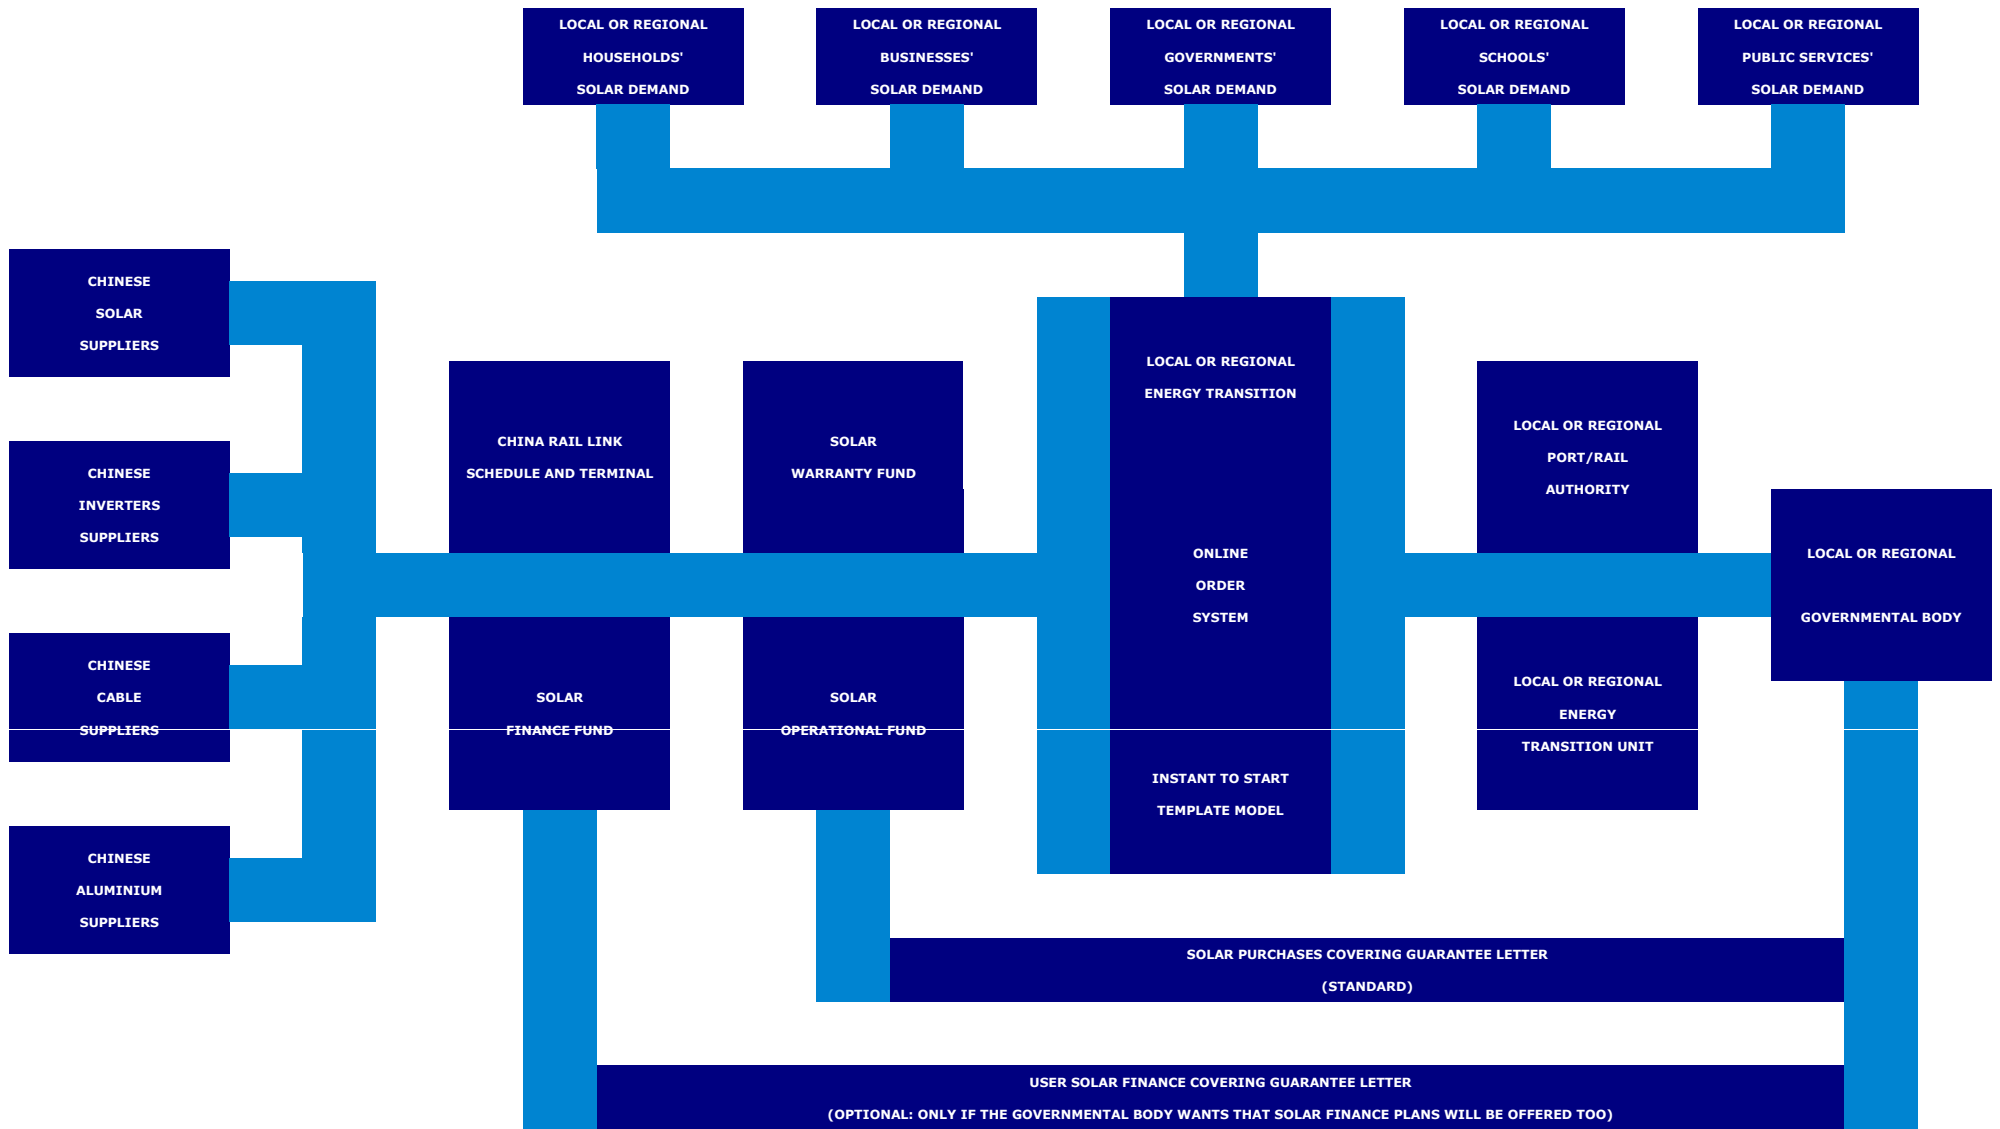 LOCAL OR REGIONAL
HOUSEHOLDS'
SOLAR DEMAND
LOCAL OR REGIONAL
BUSINESSES'
SOLAR DEMAND
LOCAL OR REGIONAL
GOVERNMENTS'
SOLAR DEMAND
LOCAL OR REGIONAL
SCHOOLS'
SOLAR DEMAND
LOCAL OR REGIONAL
PUBLIC SERVICES'
SOLAR DEMAND
CHINESE
SOLAR
SUPPLIERS
CHINESE
INVERTERS
SUPPLIERS
CHINESE
CABLE
SUPPLIERS
CHINESE
ALUMINIUM
SUPPLIERS
CHINA RAIL LINK
SCHEDULE AND TERMINAL
SOLAR
WARRANTY FUND
SOLAR
FINANCE FUND
SOLAR
OPERATIONAL FUND
LOCAL OR REGIONAL
ENERGY TRANSITION
ONLINE
ORDER
SYSTEM
INSTANT TO START
TEMPLATE MODEL
LOCAL OR REGIONAL
PORT/RAIL
AUTHORITY
LOCAL OR REGIONAL
ENERGY
TRANSITION UNIT
LOCAL OR REGIONAL
GOVERNMENTAL BODY
SOLAR PURCHASES COVERING GUARANTEE LETTER
(STANDARD)
USER SOLAR FINANCE COVERING GUARANTEE LETTER
(OPTIONAL: ONLY IF THE GOVERNMENTAL BODY WANTS THAT SOLAR FINANCE PLANS WILL BE OFFERED TOO)